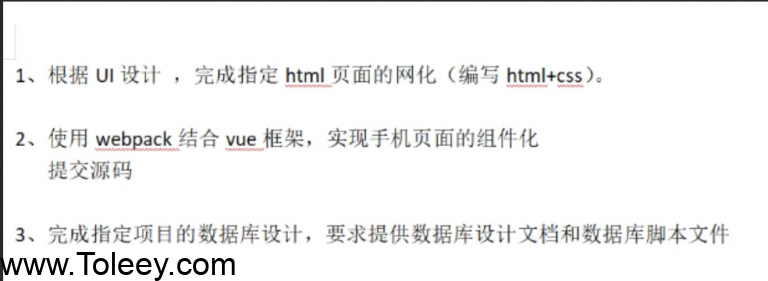 1、根据 UI 设计 ，完成指定 html 页面的网化（编写 html+css）。
2、使用 webpack 结合 vue 框架，实现手机页面的组件化
提交源码
3、完成指定项目的数据库设计，要求提供数据库设计文档和数据库脚本文件
www.Toleey.com